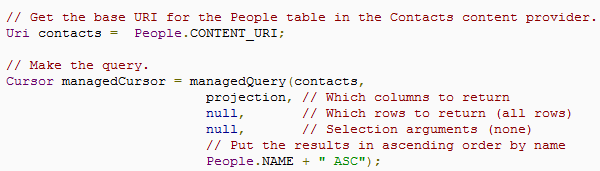 // Get the base URI for the People table in the Contacts content provider.
Uri contacts =  People.CONTENT_URI;
// Make the query.
Cursor managedCursor = managedQuery(contacts,
projection, // Which columns to return
null,       // Which rows to return (all rows)
null,       // Selection arguments (none)
// Put the results in ascending order by name
People.NAME + " ASC");